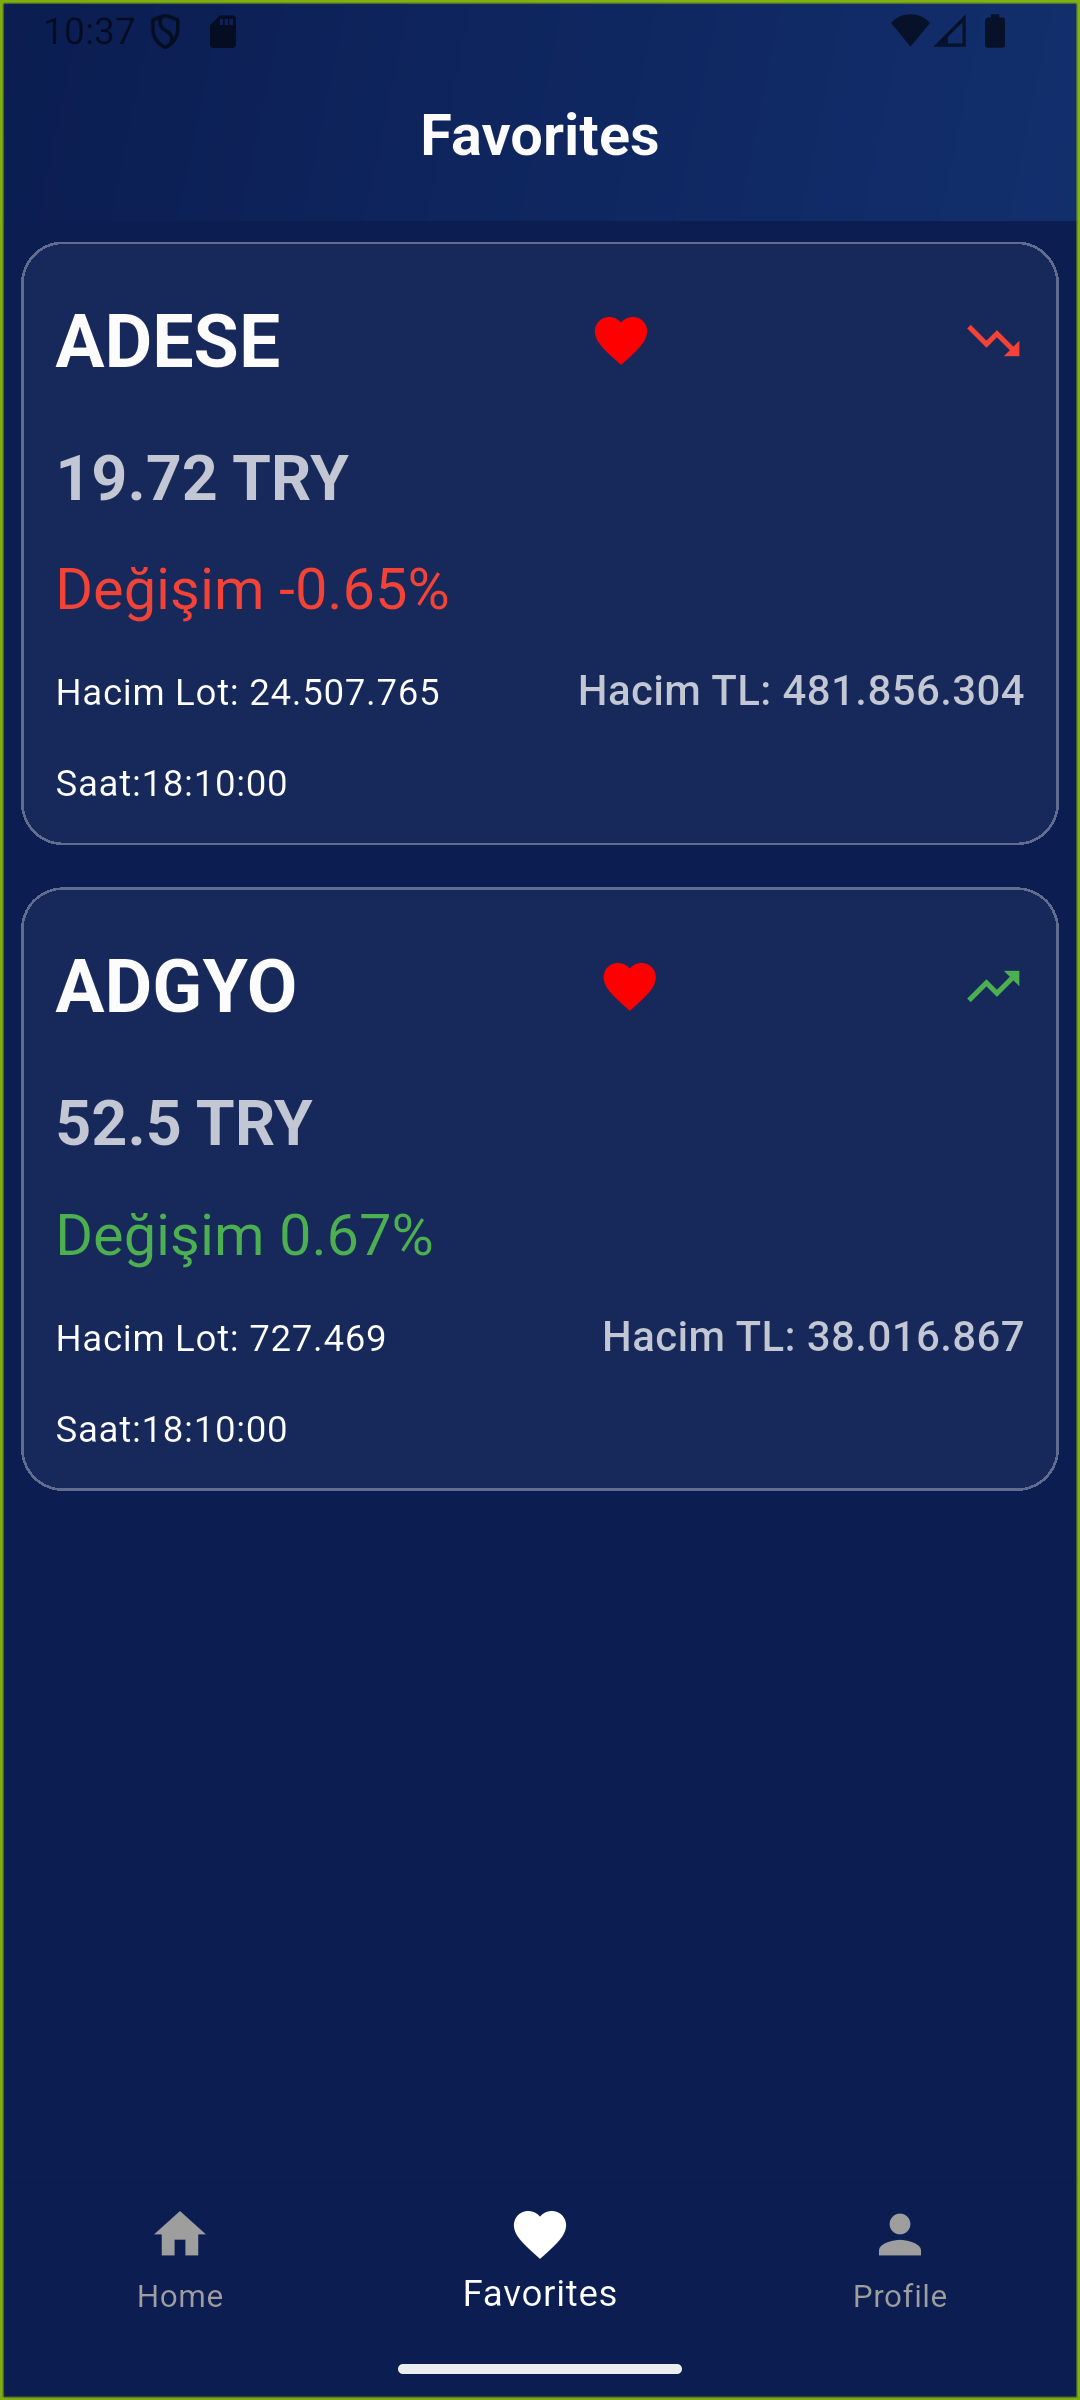 10:37
Favorites
ADESE
19.72 TRY
Değişim -0.65%
Hacim Lot: 24.507.765 Hacim TL: 481.856.304
Saat:18:10:00
ADGYO
52.5 TRY
Değişim 0.67%
Hacim Lot: 727.469 Hacim TL: 38.016.867
Saat:18:10:00
Home Favorites Profile